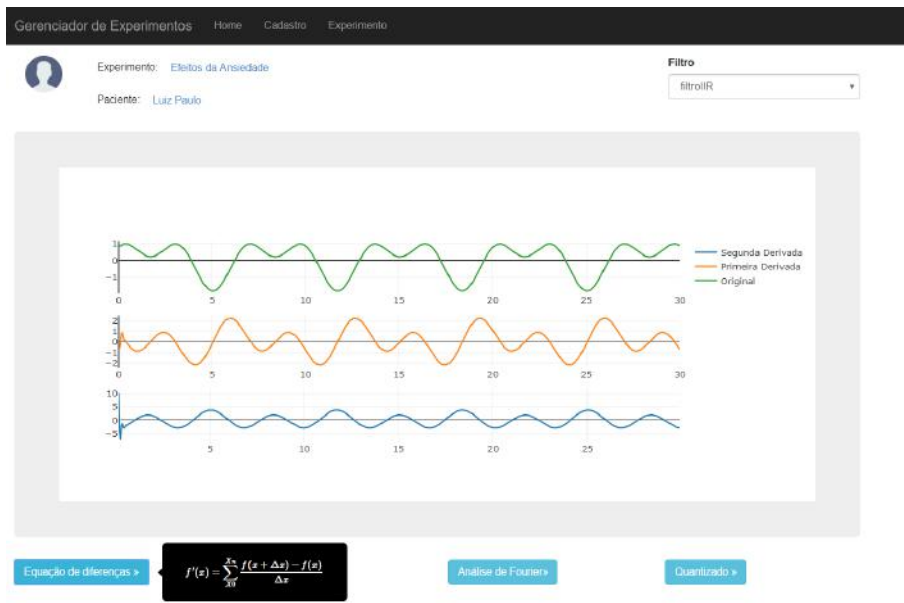 Gerenciador de Experimentos Home Cadastro Experimento
Experimento: Efeitos da Ansiedade
Paciente: Luiz Paulo
Filtro
filtroIIR
1
0
−1
0 5 10 15 20 25 30
2
1
0
−1
−2
0 5 10 15 20 25 30
10
5
0
−5
5 10 15 20 25
Segunda Derivada
Primeira Derivada
Original
Equação de diferenças »
f'(x) = ∑ f(x + Δx) − f(x) / Δx
Análise de Fourier»
Quantizado »